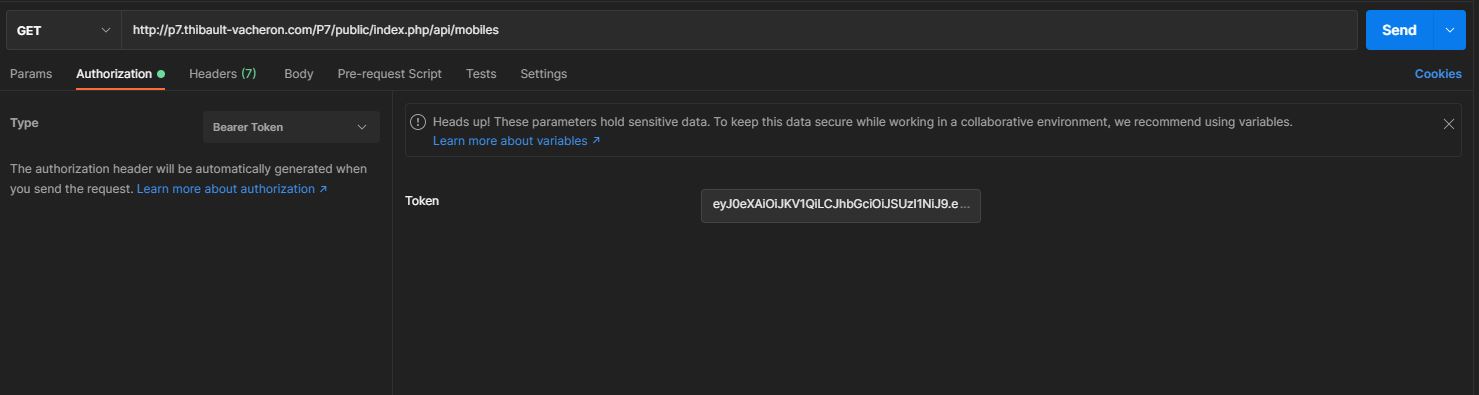 GET http://p7.thibault-vacheron.com/P7/public/index.php/api/mobiles Send
Params Authorization Headers (7) Body Pre-request Script Tests Settings Cookies
Type Bearer Token
The authorization header will be automatically generated when
you send the request. Learn more about authorization ↗
Heads up! These parameters hold sensitive data. To keep this data secure while working in a collaborative environment, we recommend using variables.
Learn more about variables ↗
Token eyJ0eXAiOiJKV1QiLCJhbGciOiJSUzI1NiJ9.e...